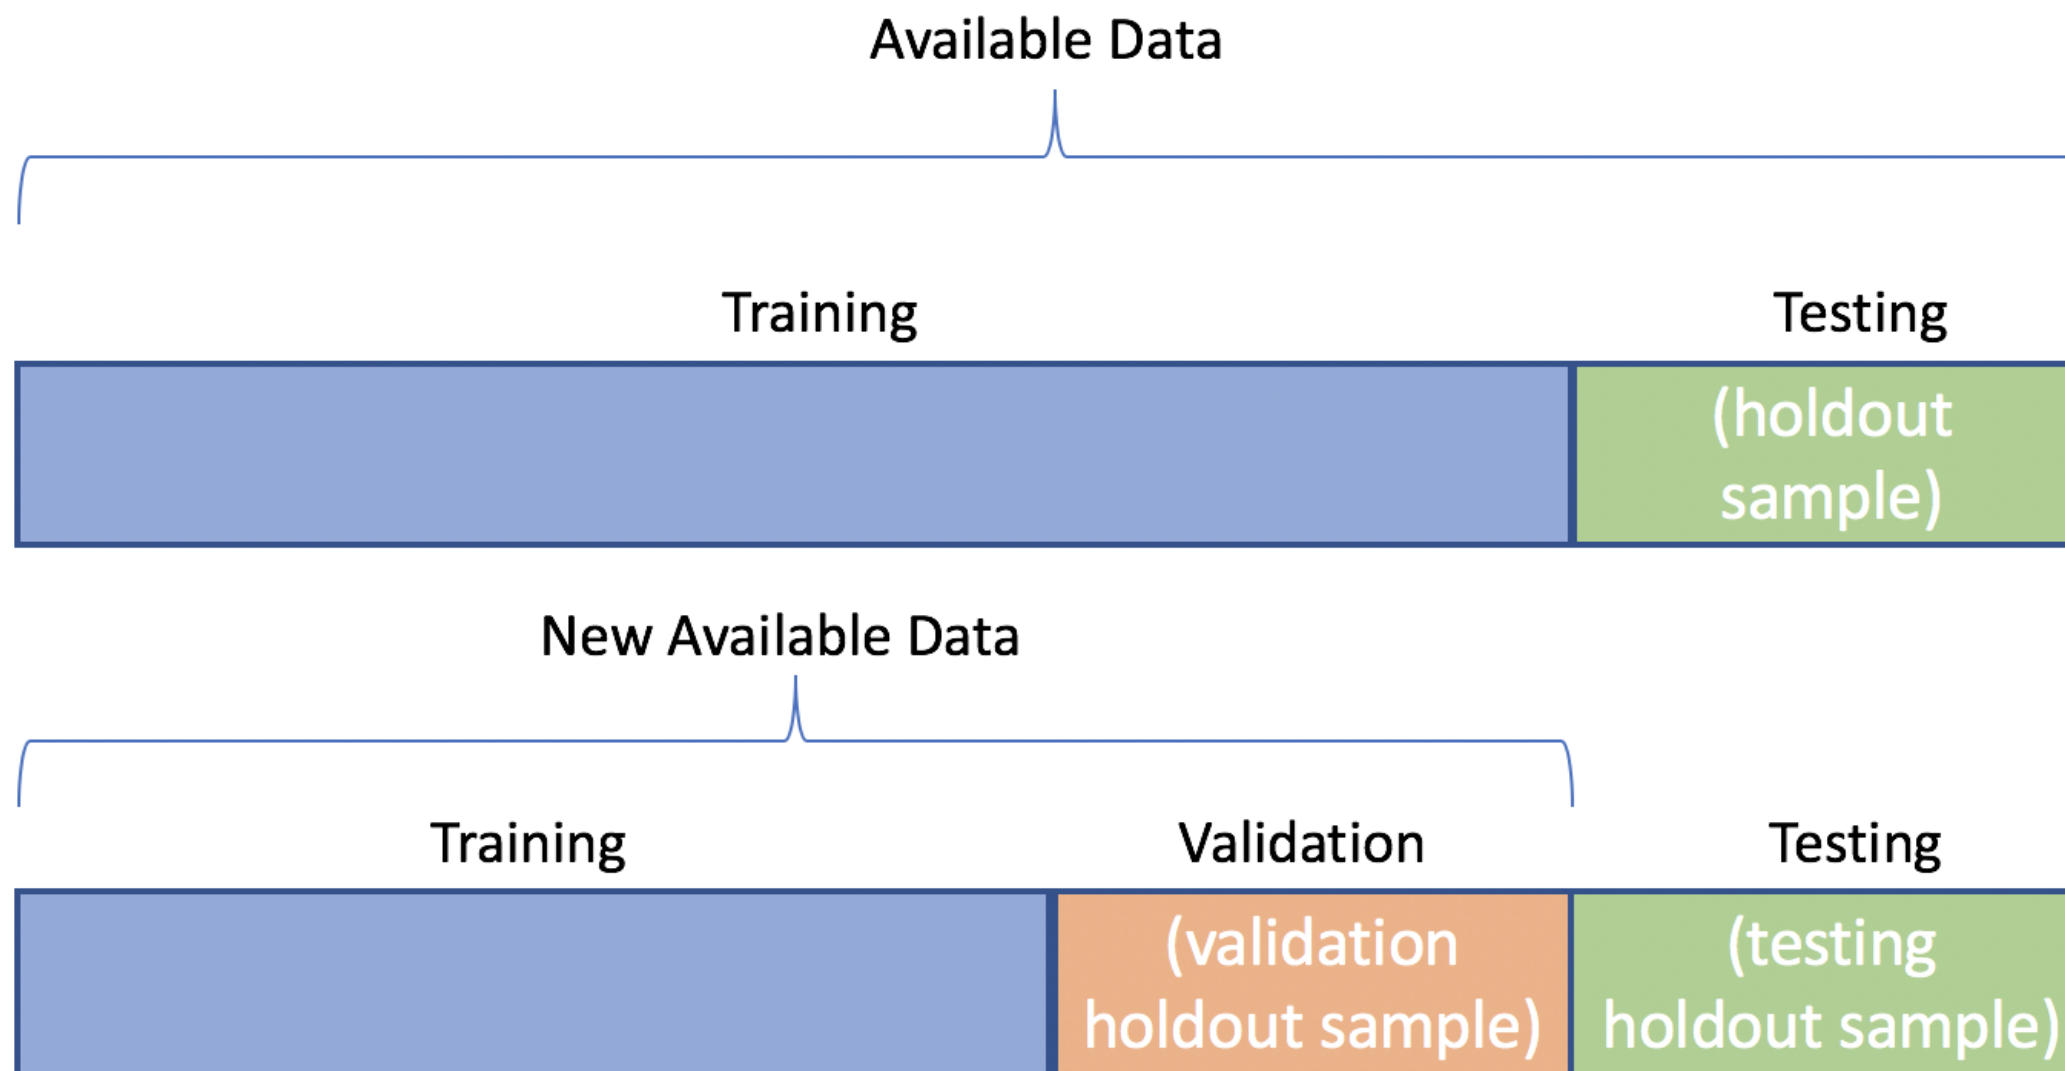 Available Data
Training
Testing
(holdout
sample)
New Available Data
Training
Validation
Testing
(validation
holdout sample)
(testing
holdout sample)